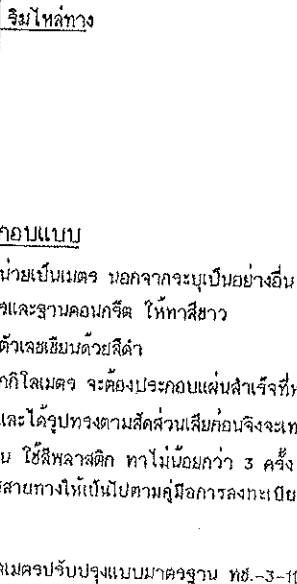 ริมไหล่ทาง
กอบแบบ
น่วยเป็นเมตร นอกจากระบุเป็นอย่างอื่น
รและฐานคอนกรีต ให้ทาสีขาว
ตัวเลขเขียนด้วยสีดำ
กกิโลเมตร จะต้องประกอบแผ่นสำเร็จที่ห
และได้รูปทรงตามสัดส่วนเสียก่อนจึงจะเท
น ใช้สีพลาสติก ทาไม่น้อยกว่า 3 ครั้ง
รสายทางให้เป็นไปตามคู่มือการลงทะเบีย
ลเมตรปรับปรุงแบบมาตรฐาน ทช.-3-11